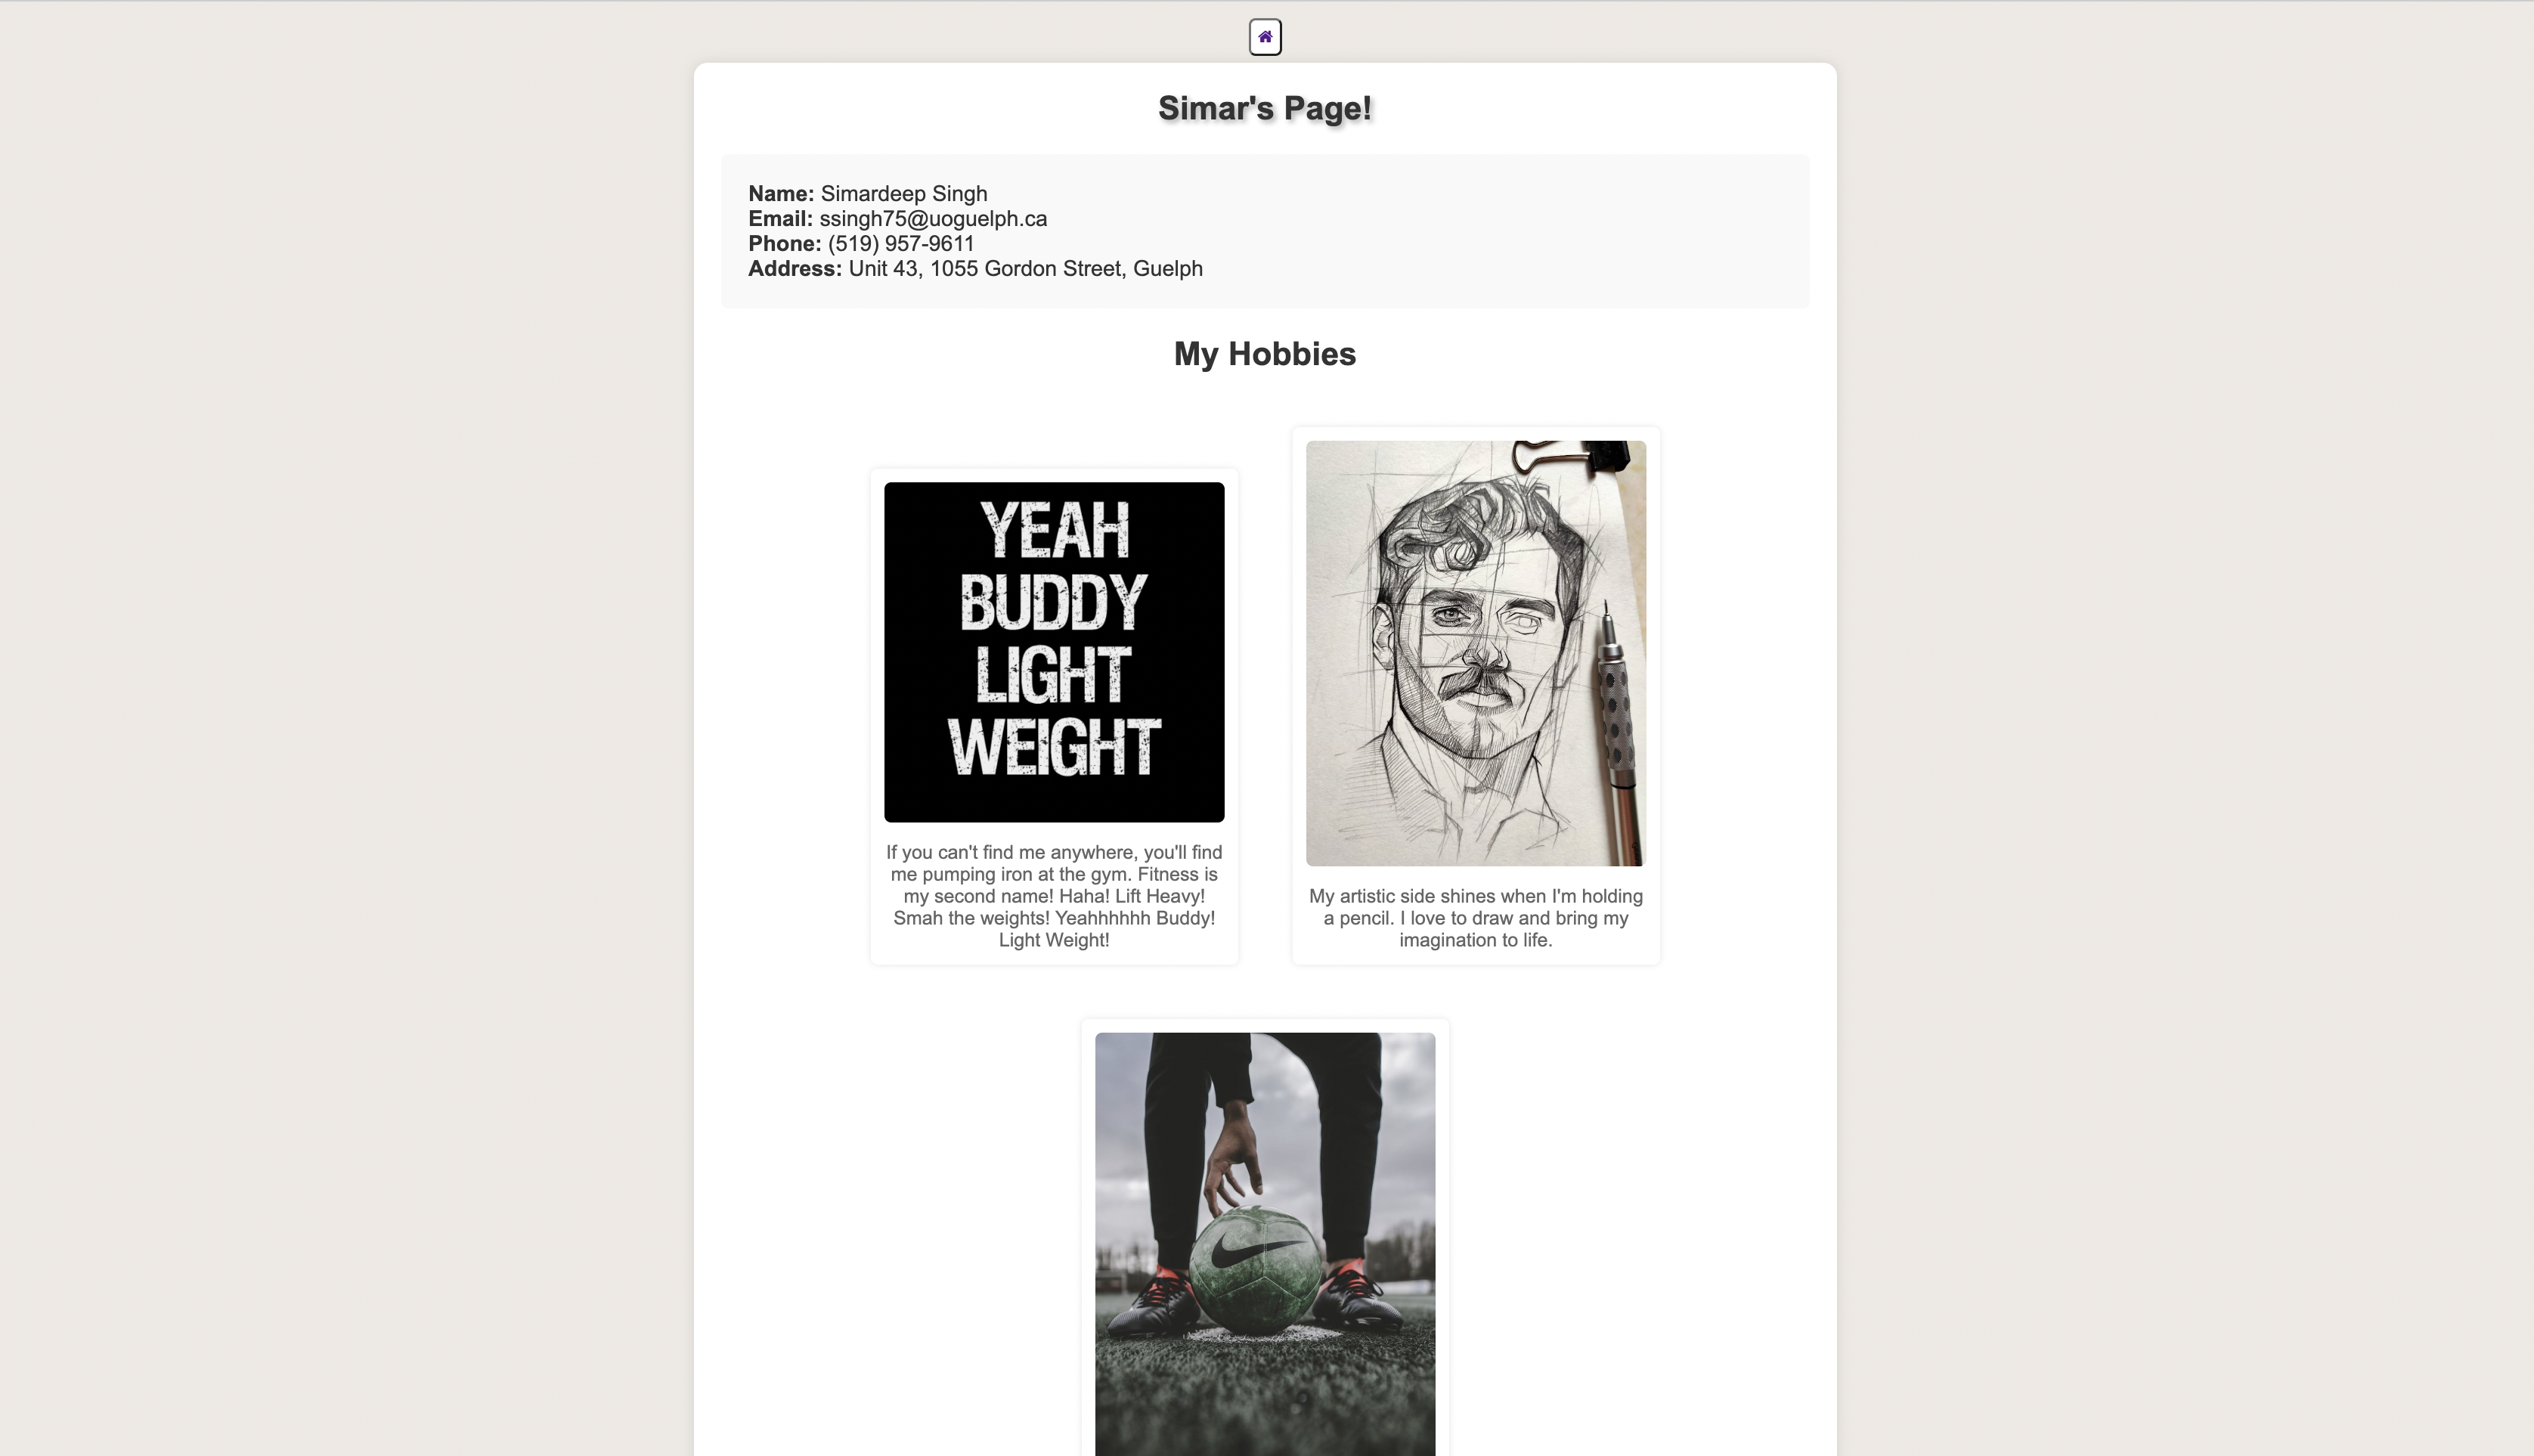 Simar's Page!
Name: Simardeep Singh
Email: ssingh75@uoguelph.ca
Phone: (519) 957-9611
Address: Unit 43, 1055 Gordon Street, Guelph
My Hobbies
YEAH
BUDDY
LIGHT
WEIGHT
If you can't find me anywhere, you'll find
me pumping iron at the gym. Fitness is
my second name! Haha! Lift Heavy!
Smah the weights! Yeahhhhhh Buddy!
Light Weight!
My artistic side shines when I'm holding
a pencil. I love to draw and bring my
imagination to life.